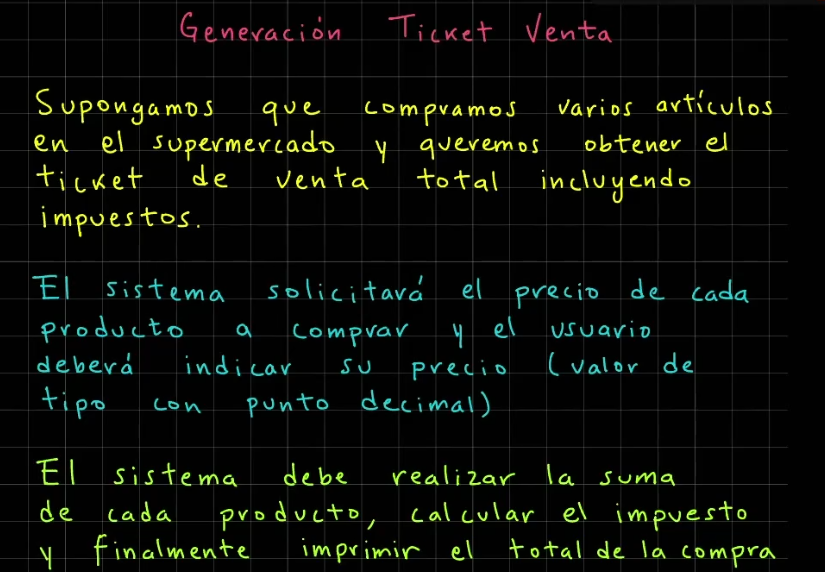 Generación Ticket Venta
Supongamos que compramos varios artículos
en el supermercado y queremos obtener el
ticket de venta total incluyendo
impuestos.
El sistema solicitará el precio de cada
producto a comprar y el usuario
deberá indicar su precio (valor de
tipo con punto decimal)
El sistema debe realizar la suma
de cada producto, calcular el impuesto
y finalmente imprimir el total de la compra